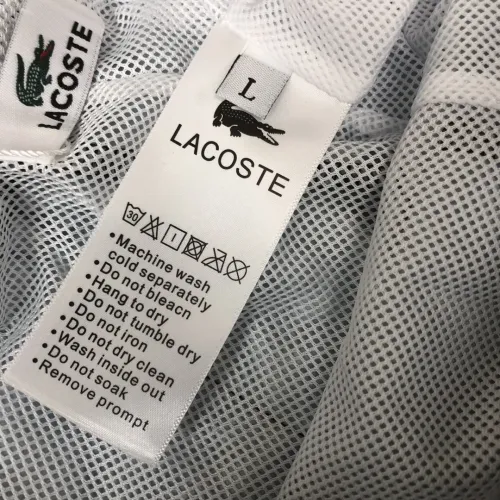 LACOSTE
L
LACOSTE
30
• Machine wash
cold separately
• Do not bleacn
• Hang to dry
• Do not tumble dry
• Do not iron
• Do not dry clean
• Wash inside out
• Do not soak
• Remove prompt